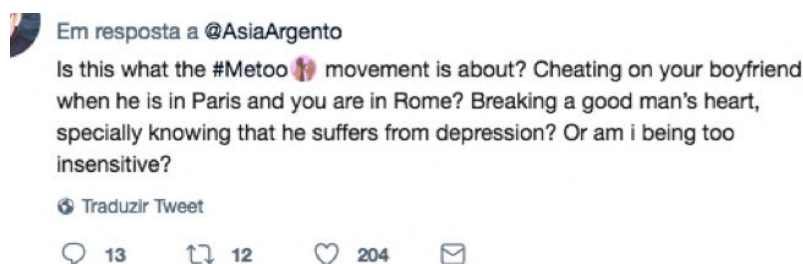 Em resposta a @AsiaArgento
Is this what the #Metoo movement is about? Cheating on your boyfriend
when he is in Paris and you are in Rome? Breaking a good man's heart,
specially knowing that he suffers from depression? Or am i being too
insensitive?
Traduzir Tweet
13 12 204